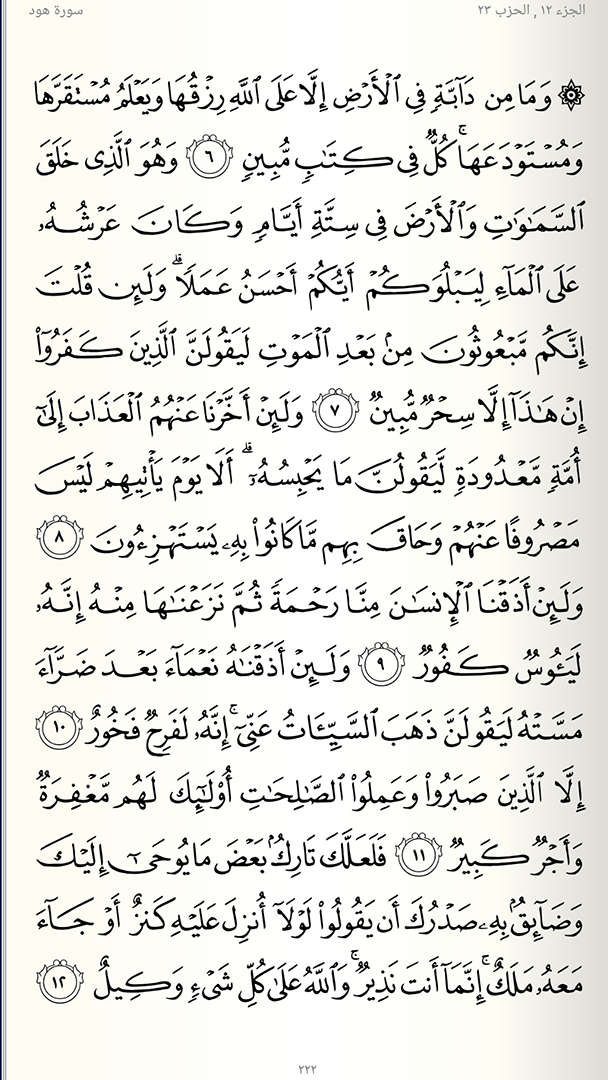 الجزء ١٢, الحزب ٢٣
سورة هود
۞ وَمَا مِن دَآبَّةٖ فِي ٱلۡأَرۡضِ إِلَّا عَلَى ٱللَّهِ رِزۡقُهَا وَيَعۡلَمُ مُسۡتَقَرَّهَا
وَمُسۡتَوۡدَعَهَاۚ كُلّٞ فِي كِتَٰبٖ مُّبِينٖ ٦ وَهُوَ ٱلَّذِي خَلَقَ
ٱلسَّمَٰوَٰتِ وَٱلۡأَرۡضَ فِي سِتَّةِ أَيَّامٖ وَكَانَ عَرۡشُهُۥ
عَلَى ٱلۡمَآءِ لِيَبۡلُوَكُمۡ أَيُّكُمۡ أَحۡسَنُ عَمَلٗاۗ وَلَئِن قُلۡتَ
إِنَّكُم مَّبۡعُوثُونَ مِنۢ بَعۡدِ ٱلۡمَوۡتِ لَيَقُولَنَّ ٱلَّذِينَ كَفَرُوٓاْ
إِنۡ هَٰذَآ إِلَّا سِحۡرٞ مُّبِينٞ ٧ وَلَئِنۡ أَخَّرۡنَا عَنۡهُمُ ٱلۡعَذَابَ إِلَىٰٓ
أُمَّةٖ مَّعۡدُودَةٖ لَّيَقُولُنَّ مَا يَحۡبِسُهُۥٓۗ أَلَا يَوۡمَ يَأۡتِيهِمۡ لَيۡسَ
مَصۡرُوفًا عَنۡهُمۡ وَحَاقَ بِهِم مَّا كَانُواْ بِهِۦ يَسۡتَهۡزِءُونَ ٨
وَلَئِنۡ أَذَقۡنَا ٱلۡإِنسَٰنَ مِنَّا رَحۡمَةٗ ثُمَّ نَزَعۡنَٰهَا مِنۡهُ إِنَّهُۥ
لَيَـُٔوسٞ كَفُورٞ ٩ وَلَئِنۡ أَذَقۡنَٰهُ نَعۡمَآءَ بَعۡدَ ضَرَّآءَ
مَسَّتۡهُ لَيَقُولَنَّ ذَهَبَ ٱلسَّيِّـَٔاتُ عَنِّيٓۚ إِنَّهُۥ لَفَرِحٞ فَخُورٌ ١٠
إِلَّا ٱلَّذِينَ صَبَرُواْ وَعَمِلُواْ ٱلصَّٰلِحَٰتِ أُوْلَٰٓئِكَ لَهُم مَّغۡفِرَةٞ
وَأَجۡرٞ كَبِيرٞ ١١ فَلَعَلَّكَ تَارِكُۢ بَعۡضَ مَا يُوحَىٰٓ إِلَيۡكَ
وَضَآئِقُۢ بِهِۦ صَدۡرُكَ أَن يَقُولُواْ لَوۡلَآ أُنزِلَ عَلَيۡهِ كَنزٌ أَوۡ جَآءَ
مَعَهُۥ مَلَكٌۚ إِنَّمَآ أَنتَ نَذِيرٞۚ وَٱللَّهُ عَلَىٰ كُلِّ شَيۡءٖ وَكِيلٌ ١٢
٢٢٢